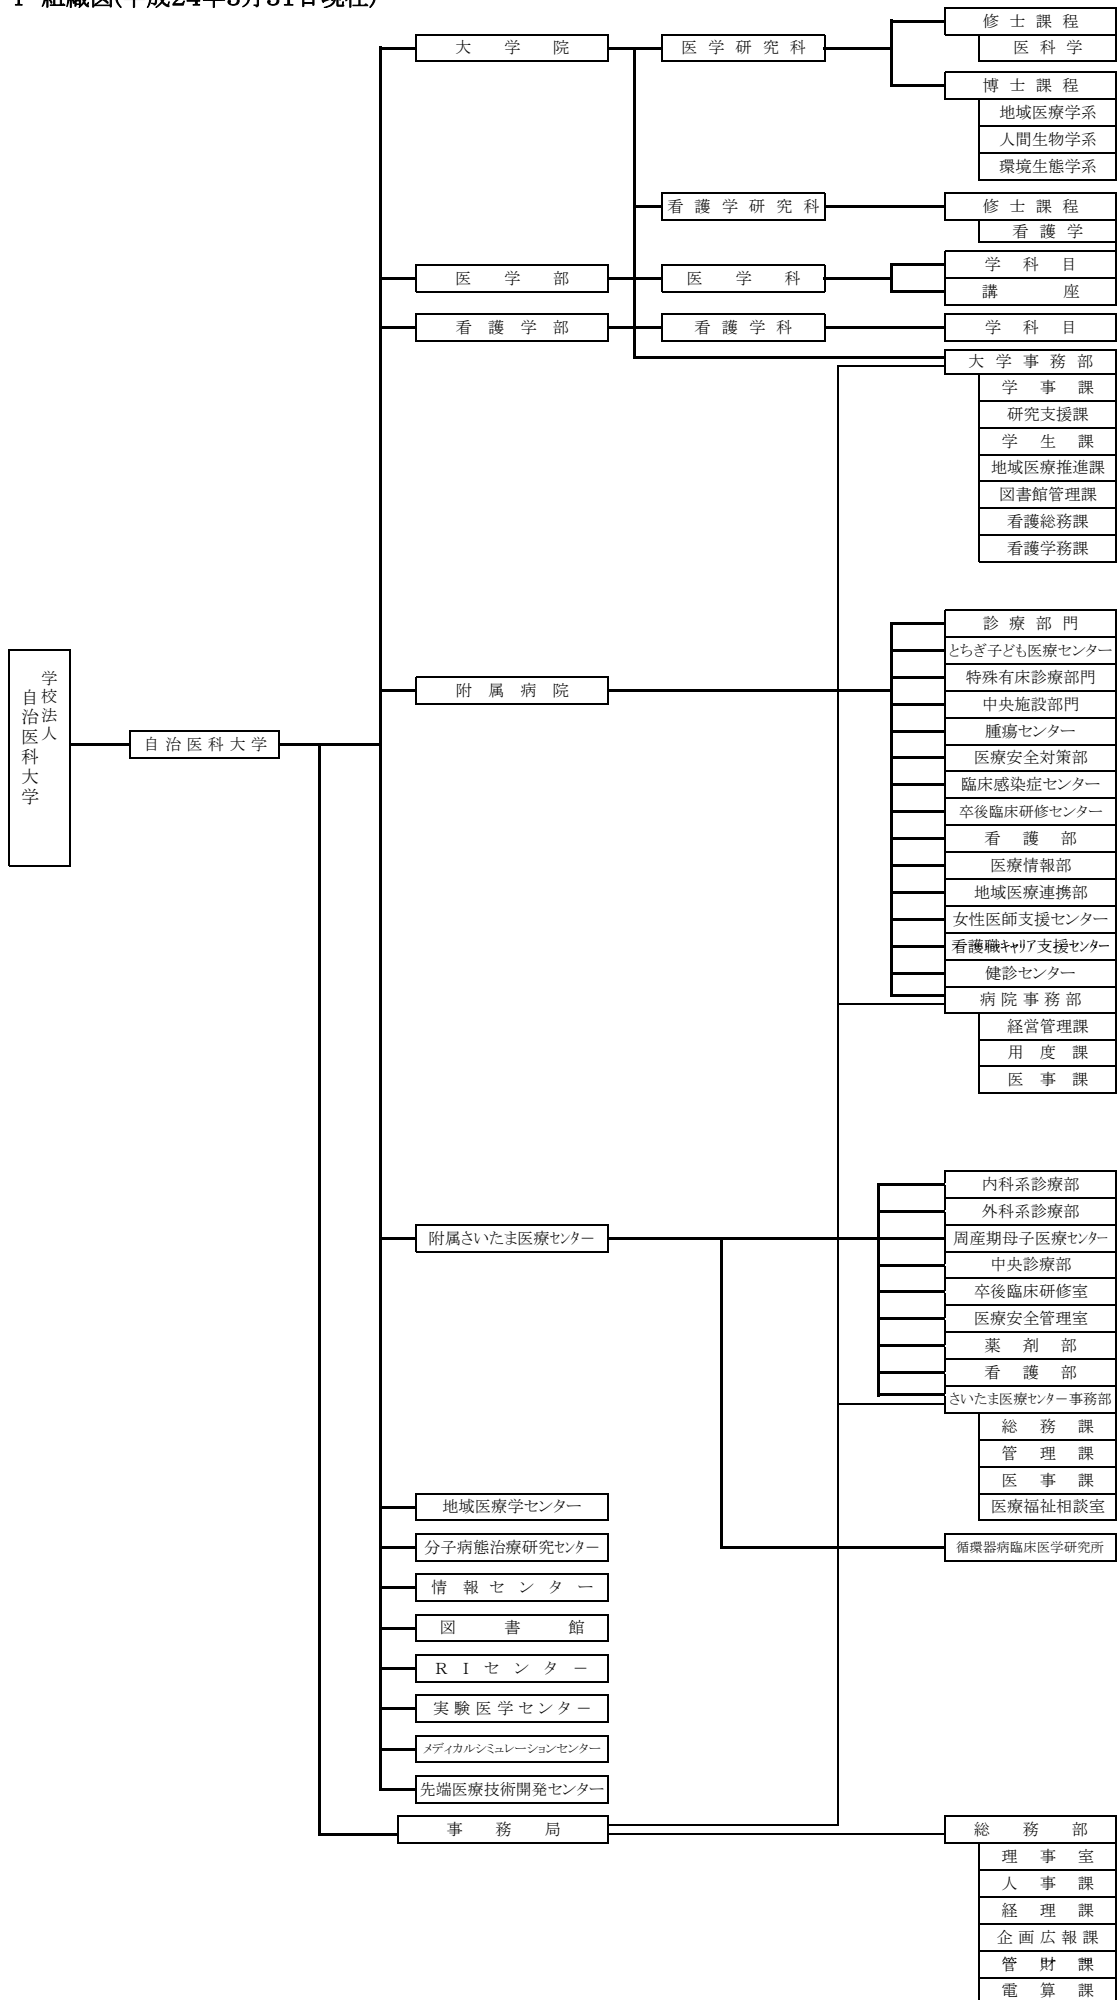 1 組織図(平成24年3月31日現在)
大学院
医学研究科
修士課程
医科学
博士課程
地域医療学系
人間生物学系
環境生態学系
看護学研究科
修士課程
看護学
医学部
医学科
学科目
講座
看護学部
看護学科
学科目
大学事務部
学事課
研究支援課
学生課
地域医療推進課
図書館管理課
看護総務課
看護学務課
学校法人
自治医科大学
自治医科大学
附属病院
診療部門
とちぎ子ども医療センター
特殊有床診療部門
中央施設部門
腫瘍センター
医療安全対策部
臨床感染症センター
卒後臨床研修センター
看護部
医療情報部
地域医療連携部
女性医師支援センター
看護職キャリア支援センター
健診センター
病院事務部
経営管理課
用度課
医事課
附属さいたま医療センター
内科系診療部
外科系診療部
周産期母子医療センター
中央診療部
卒後臨床研修室
医療安全管理室
薬剤部
看護部
さいたま医療センター事務部
総務課
管理課
医事課
医療福祉相談室
循環器病臨床医学研究所
地域医療学センター
分子病態治療研究センター
情報センター
図書館
RIセンター
実験医学センター
メディカルシミュレーションセンター
先端医療技術開発センター
事務局
総務部
理事室
人事課
経理課
企画広報課
管財課
電算課